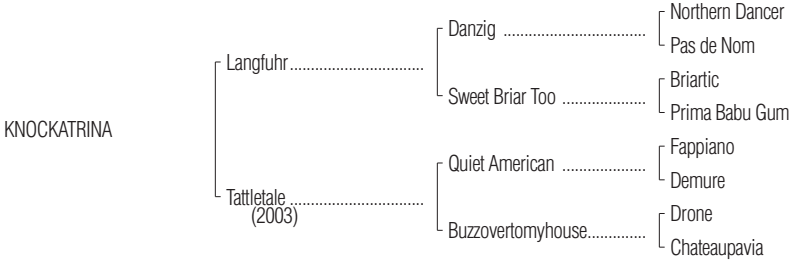 Northern Dancer
Danzig ..................................
Pas de Nom
Langfuhr................................
Briartic
Sweet Briar Too ....................
Prima Babu Gum
KNOCKATRINA
Fappiano
Quiet American ....................
Demure
Tattletale ................................
(2003)
Drone
Buzzovertomyhouse..............
Chateaupavia